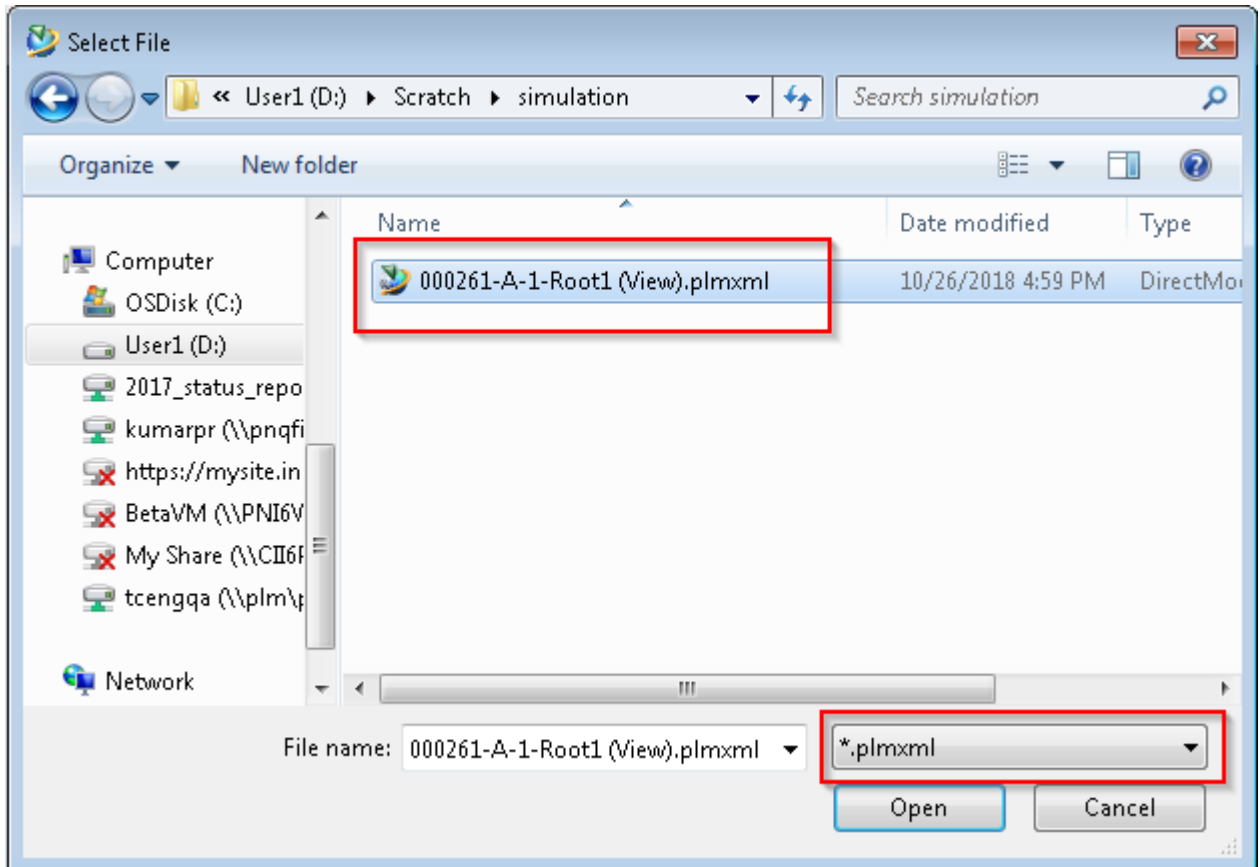 Select File
« User1 (D:) ▸ Scratch ▸ simulation
Search simulation
Organize
New folder
Name
Date modified
Type
Computer
000261-A-1-Root1 (View).plmxml
10/26/2018 4:59 PM
DirectMo
OSDisk (C:)
User1 (D:)
2017_status_repo
kumarpr (\\pnqfi
https://mysite.in
BetaVM (\\PNI6V
My Share (\\CII6
tcengqa (\\plm\
Network
File name:
000261-A-1-Root1 (View).plmxml
*.plmxml
Open
Cancel